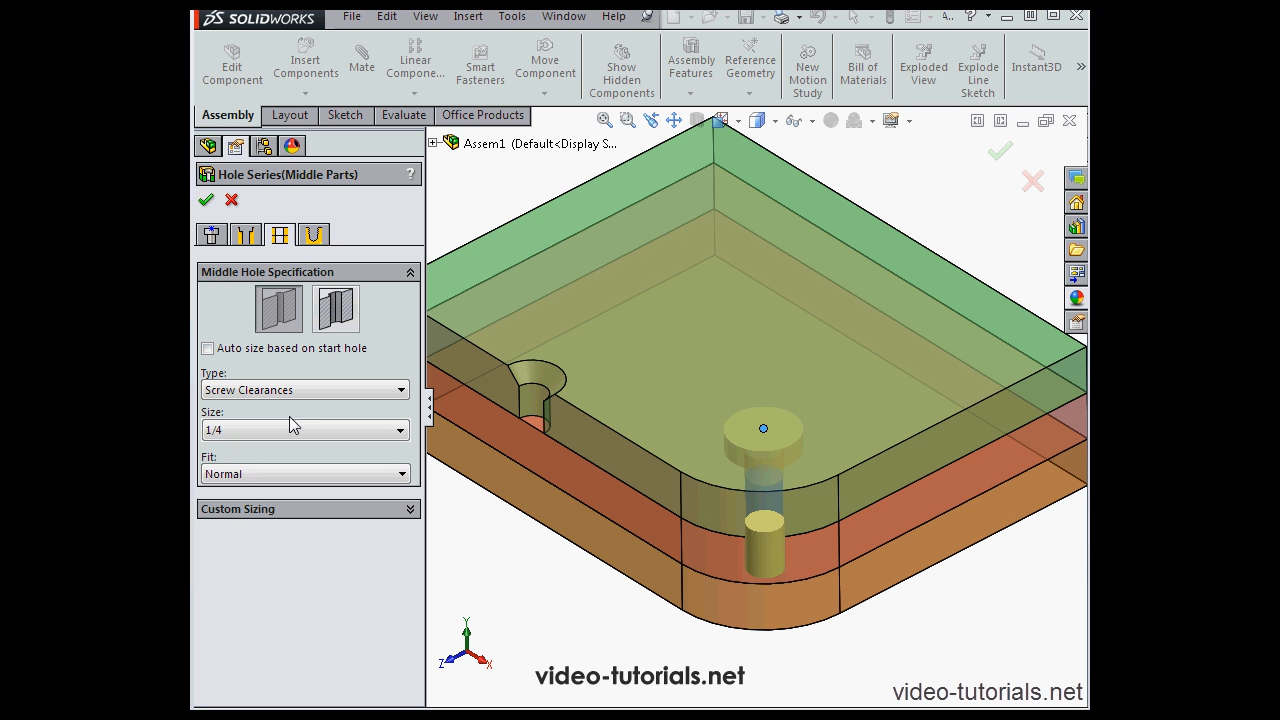 SOLIDWORKS File Edit View Insert Tools Window Help A.. ?
Edit Component
Insert Components
Mate
Linear Compone...
Smart Fasteners
Move Component
Show Hidden Components
Assembly Features
Reference Geometry
New Motion Study
Bill of Materials
Exploded View
Explode Line Sketch
Instant3D
Assembly Layout Sketch Evaluate Office Products
Assem1 (Default<Display S...
Hole Series(Middle Parts) ?
Middle Hole Specification
Auto size based on start hole
Type:
Screw Clearances
Size:
1/4
Fit:
Normal
Custom Sizing
Y
Z
X
video-tutorials.net
video-tutorials.net